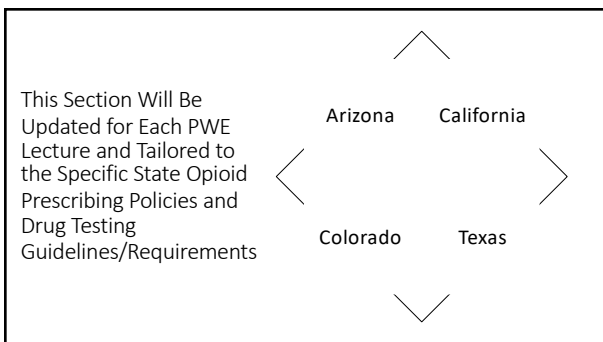 This Section Will Be
Updated for Each PWE
Lecture and Tailored to
the Specific State Opioid
Prescribing Policies and
Drug Testing
Guidelines/Requirements
Arizona
California
Colorado
Texas